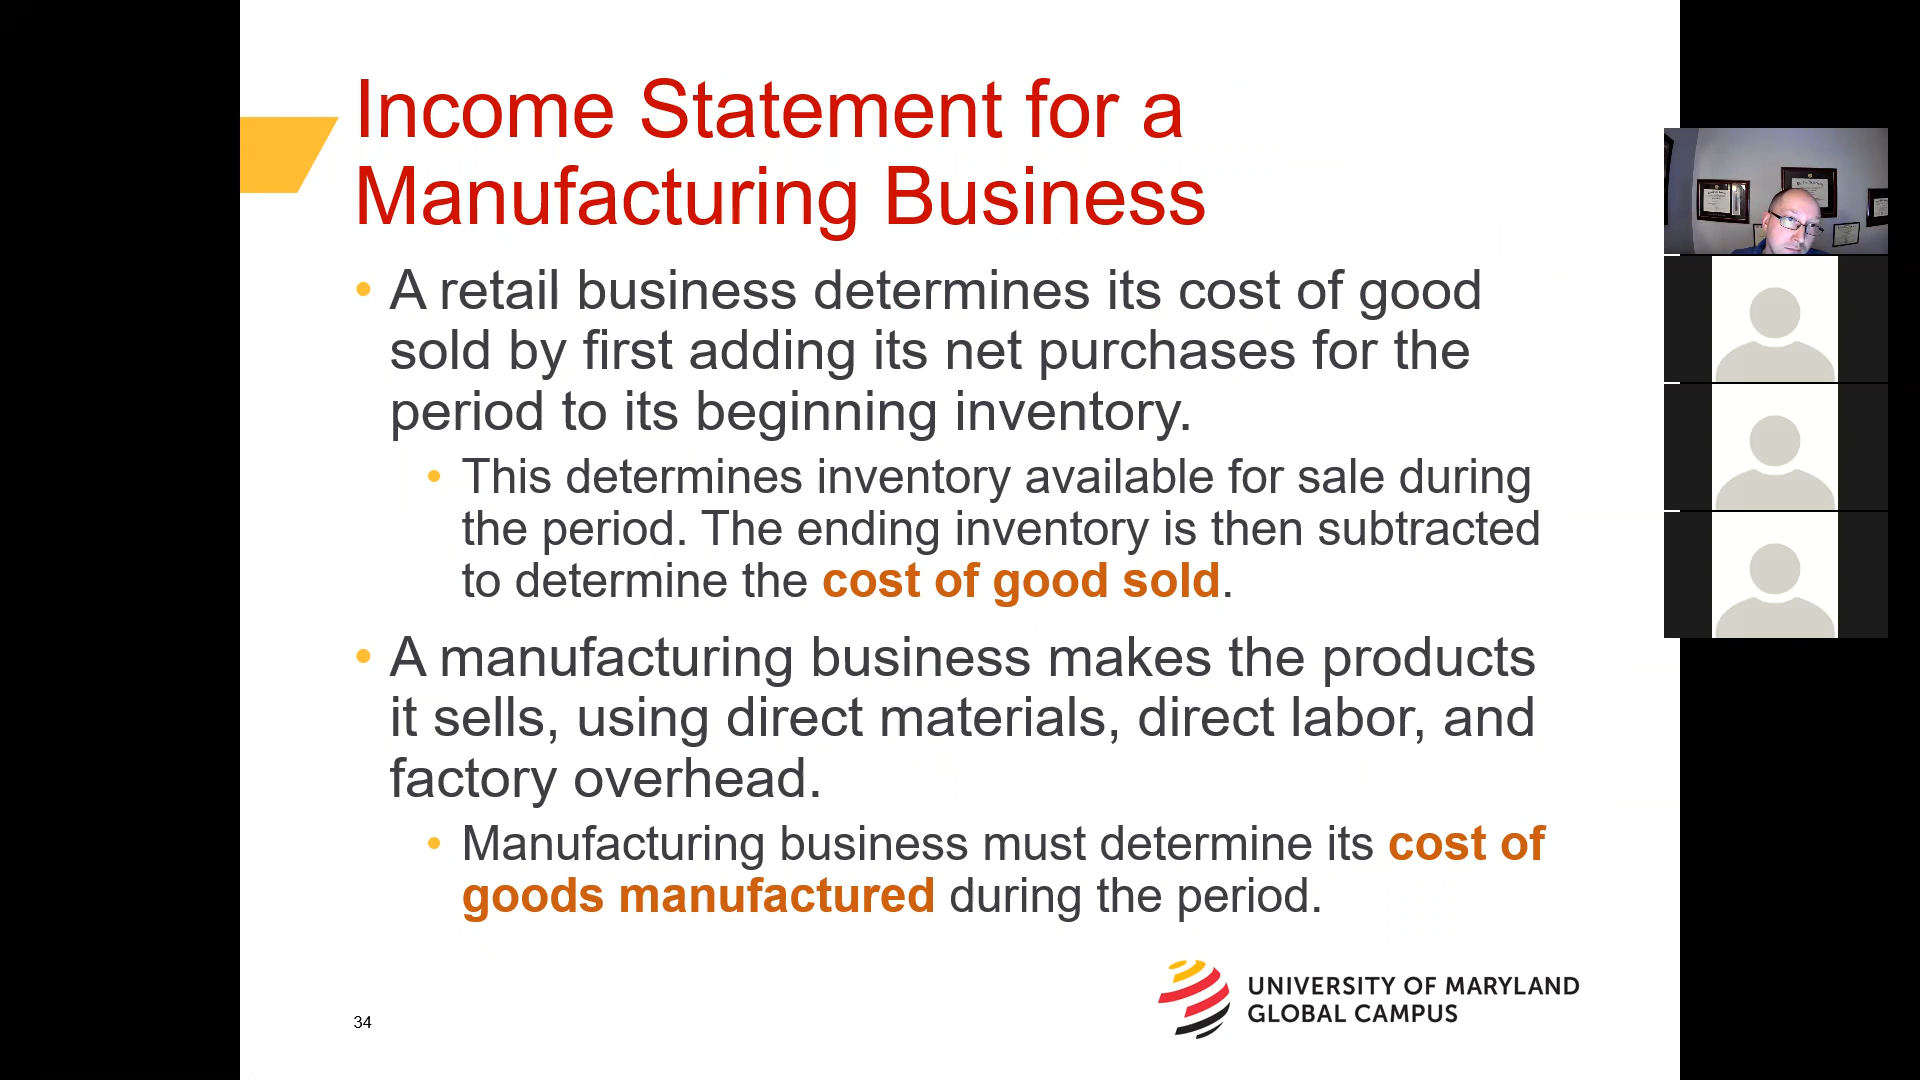 Income Statement for a
Manufacturing Business
• A retail business determines its cost of good
sold by first adding its net purchases for the
period to its beginning inventory.
• This determines inventory available for sale during
the period. The ending inventory is then subtracted
to determine the cost of good sold.
• A manufacturing business makes the products
it sells, using direct materials, direct labor, and
factory overhead.
• Manufacturing business must determine its cost of
goods manufactured during the period.
UNIVERSITY OF MARYLAND
GLOBAL CAMPUS
34